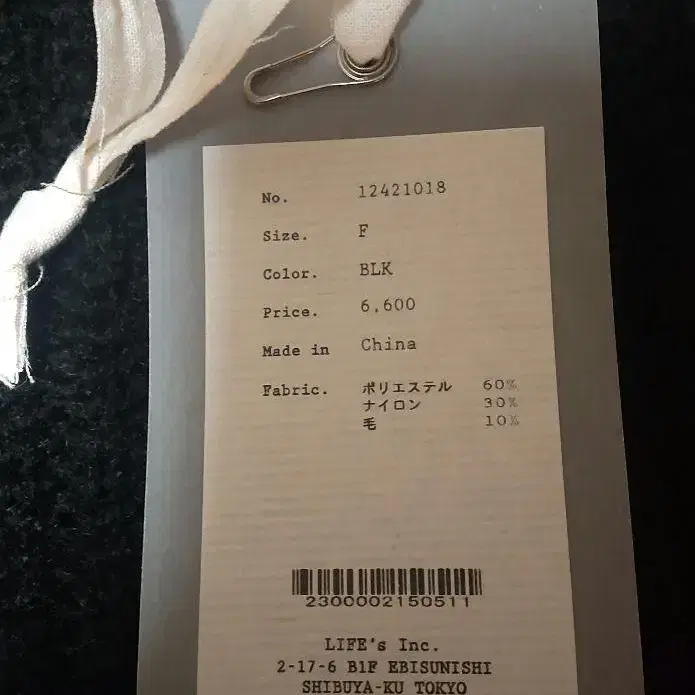 No. 12421018
Size. F
Color. BLK
Price. 6,600
Made in China
Fabric. ポリエステル 60%
ナイロン 30%
毛 10%
2300002150511
LIFE's Inc.
2-17-6 B1F EBISUNISHI
SHIBUYA-KU TOKYO